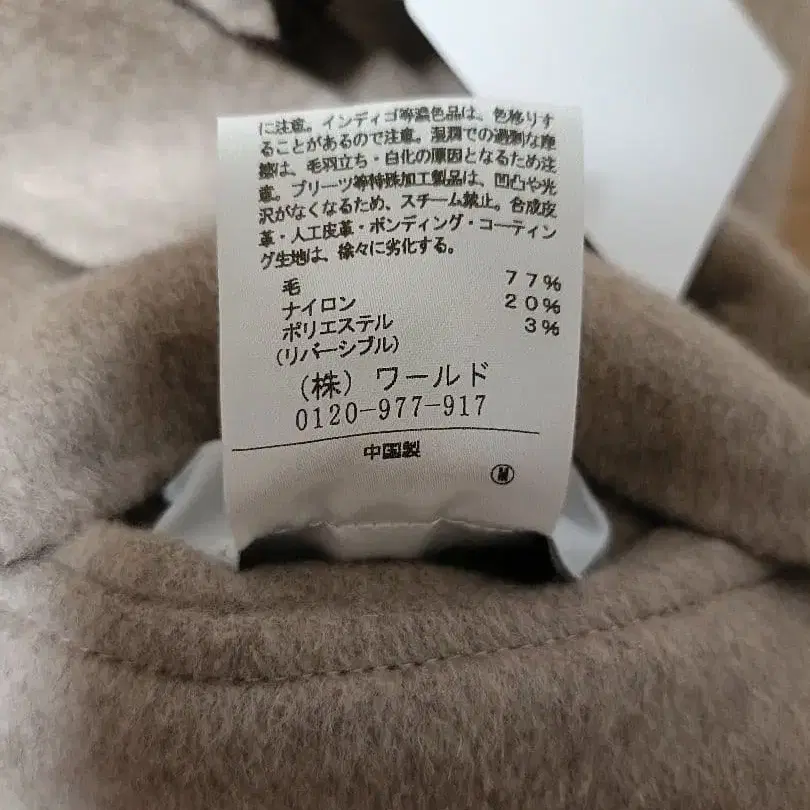 に注意。インディゴ等濃色品は、色移りす
ることがあるので注意。湿潤での過剰な摩
擦は、毛羽立ち・白化の原因となるため注
意。プリーツ等特殊加工製品は、凹凸や光
沢がなくなるため、スチーム禁止。合成皮
革・人工皮革・ボンディング・コーティン
グ生地は、徐々に劣化する。
毛 77%
ナイロン 20%
ポリエステル 3%
(リバーシブル)
(株) ワールド
0120-977-917
中国製
M